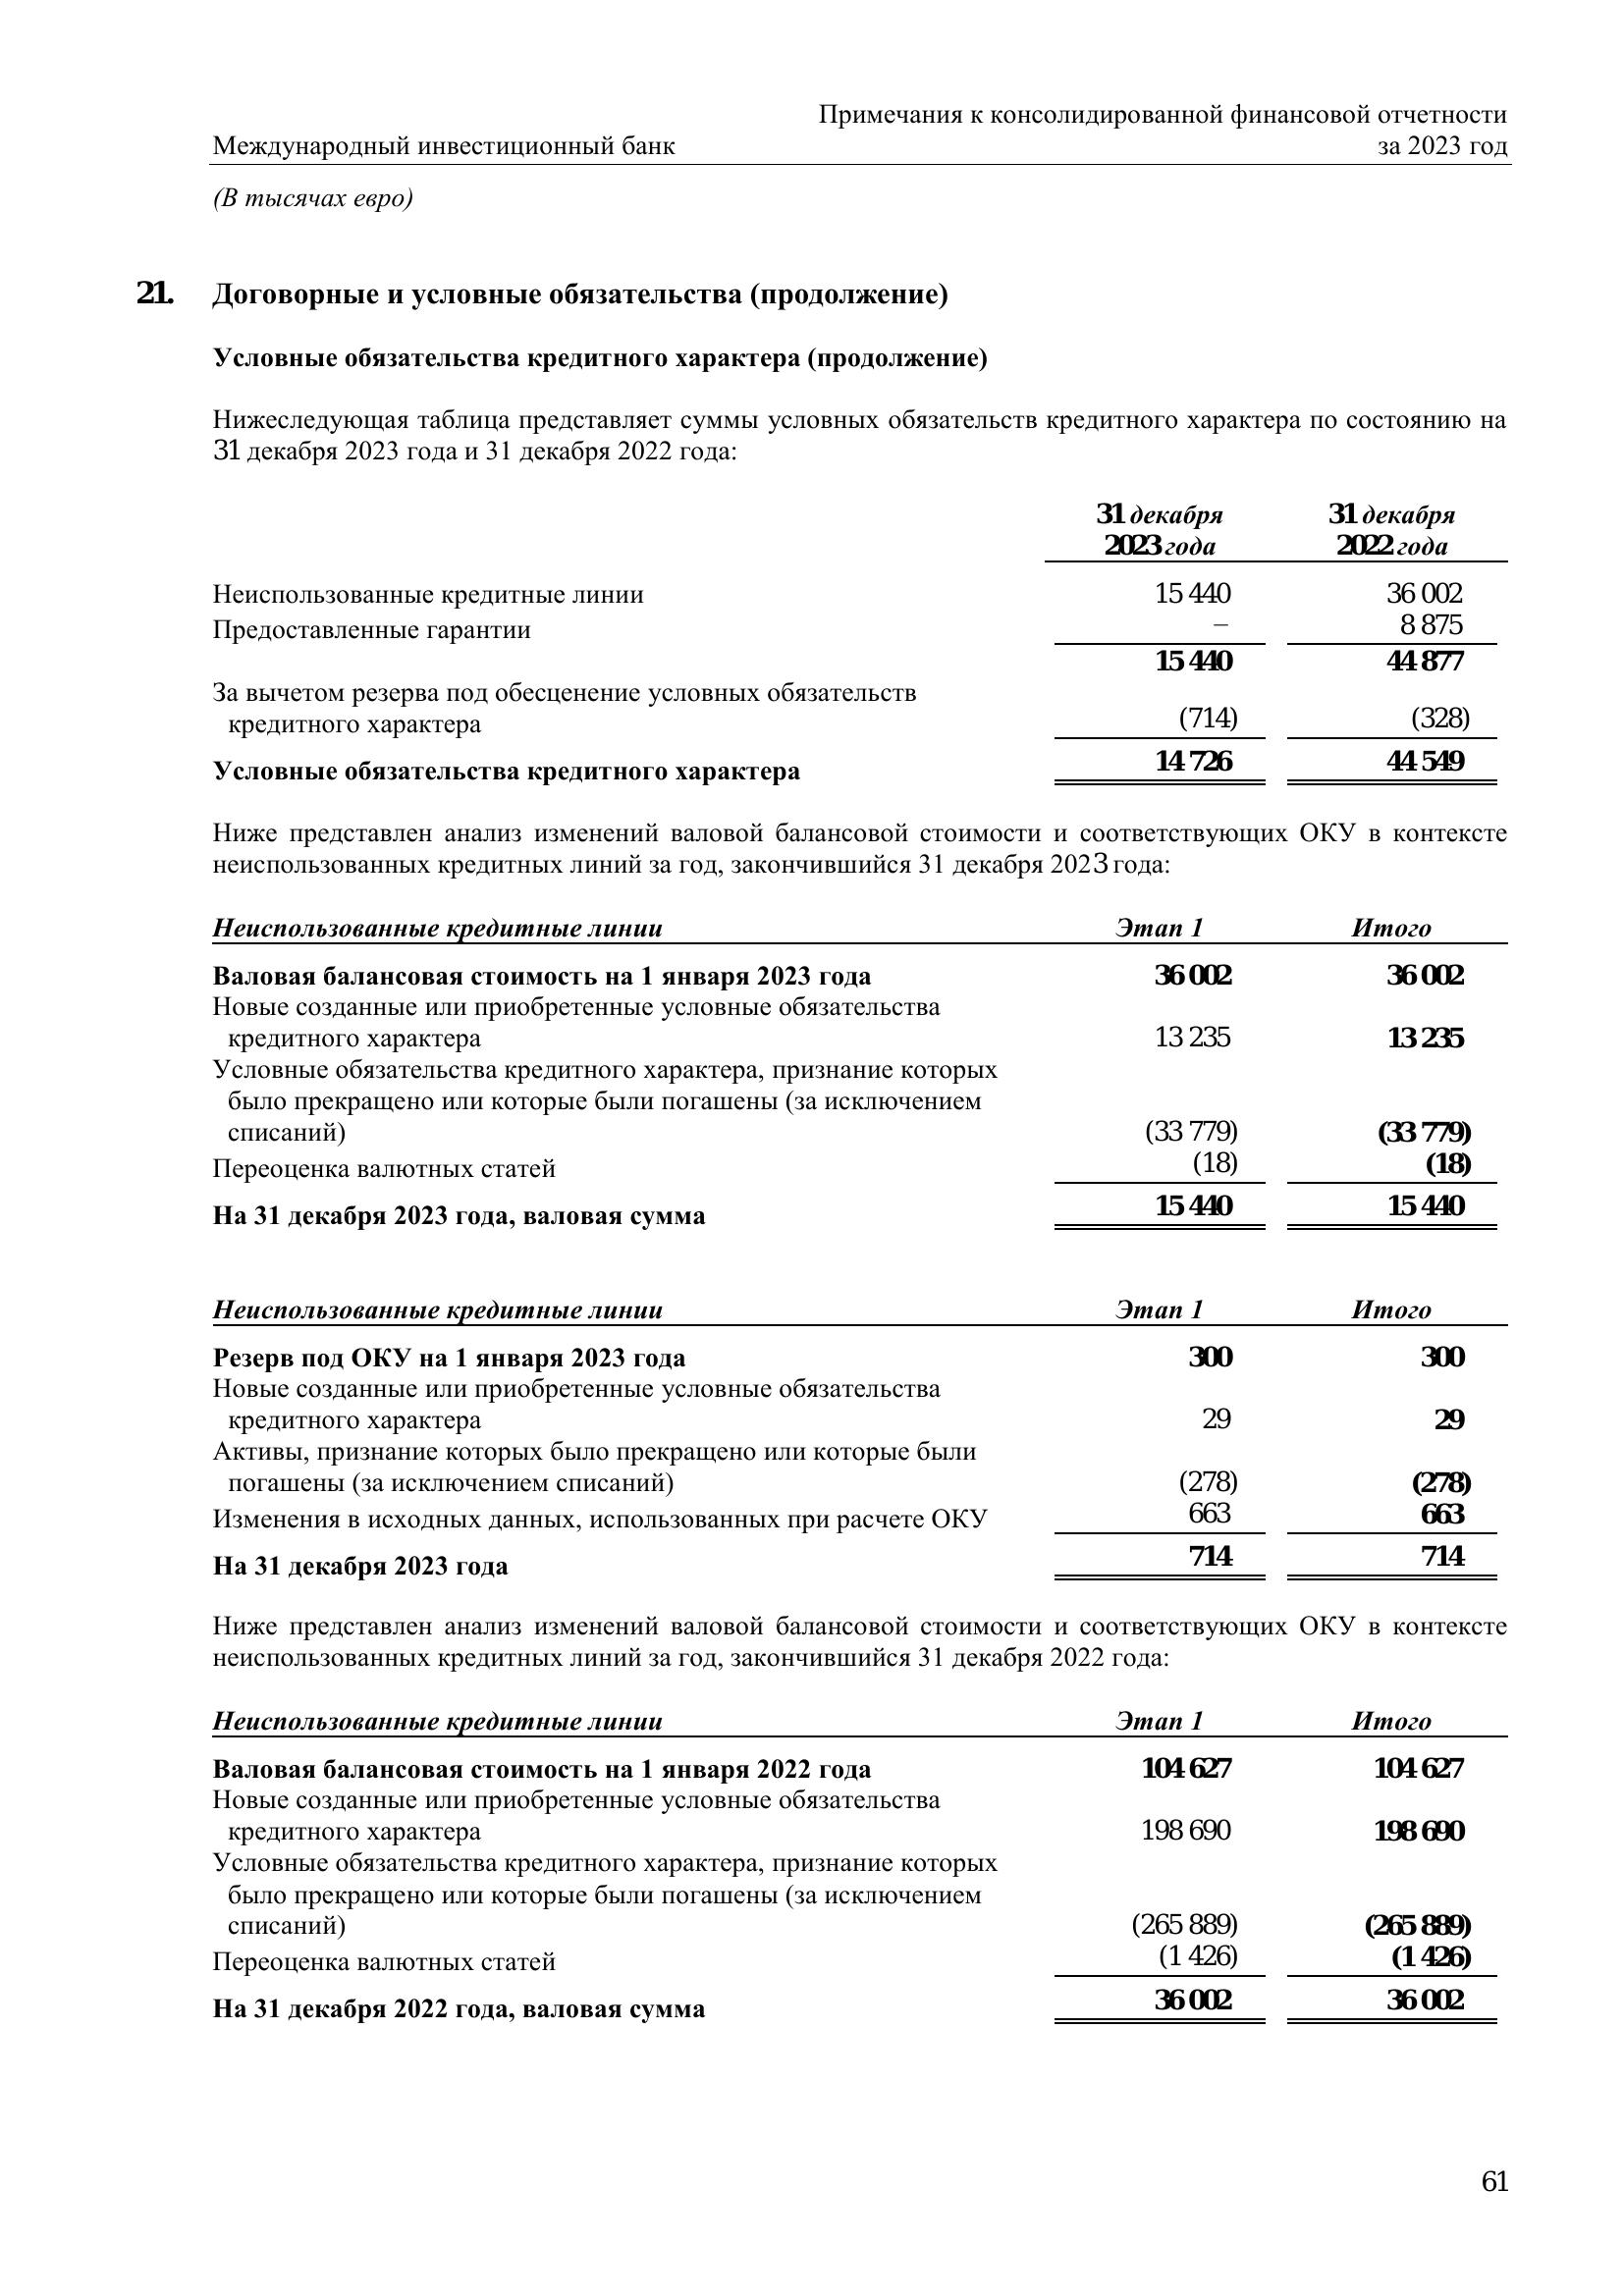 Примечания к консолидированной финансовой отчетности
Международный инвестиционный банк за 2023 год
(В тысячах евро)
21. Договорные и условные обязательства (продолжение)
Условные обязательства кредитного характера (продолжение)
Нижеследующая таблица представляет суммы условных обязательств кредитного характера по состоянию на
31 декабря 2023 года и 31 декабря 2022 года:
31 декабря 31 декабря
2023 года 2022 года
Неиспользованные кредитные линии 15 440 36 002
Предоставленные гарантии – 8 875
15 440 44 877
За вычетом резерва под обесценение условных обязательств
кредитного характера (714) (328)
Условные обязательства кредитного характера 14 726 44 549
Ниже представлен анализ изменений валовой балансовой стоимости и соответствующих ОКУ в контексте
неиспользованных кредитных линий за год, закончившийся 31 декабря 2023 года:
Неиспользованные кредитные линии Этап 1 Итого
Валовая балансовая стоимость на 1 января 2023 года 36 002 36 002
Новые созданные или приобретенные условные обязательства
кредитного характера 13 235 13 235
Условные обязательства кредитного характера, признание которых
было прекращено или которые были погашены (за исключением
списаний) (33 779) (33 779)
Переоценка валютных статей (18) (18)
На 31 декабря 2023 года, валовая сумма 15 440 15 440
Неиспользованные кредитные линии Этап 1 Итого
Резерв под ОКУ на 1 января 2023 года 300 300
Новые созданные или приобретенные условные обязательства
кредитного характера 29 29
Активы, признание которых было прекращено или которые были
погашены (за исключением списаний) (278) (278)
Изменения в исходных данных, использованных при расчете ОКУ 663 663
На 31 декабря 2023 года 714 714
Ниже представлен анализ изменений валовой балансовой стоимости и соответствующих ОКУ в контексте
неиспользованных кредитных линий за год, закончившийся 31 декабря 2022 года:
Неиспользованные кредитные линии Этап 1 Итого
Валовая балансовая стоимость на 1 января 2022 года 104 627 104 627
Новые созданные или приобретенные условные обязательства
кредитного характера 198 690 198 690
Условные обязательства кредитного характера, признание которых
было прекращено или которые были погашены (за исключением
списаний) (265 889) (265 889)
Переоценка валютных статей (1 426) (1 426)
На 31 декабря 2022 года, валовая сумма 36 002 36 002
61